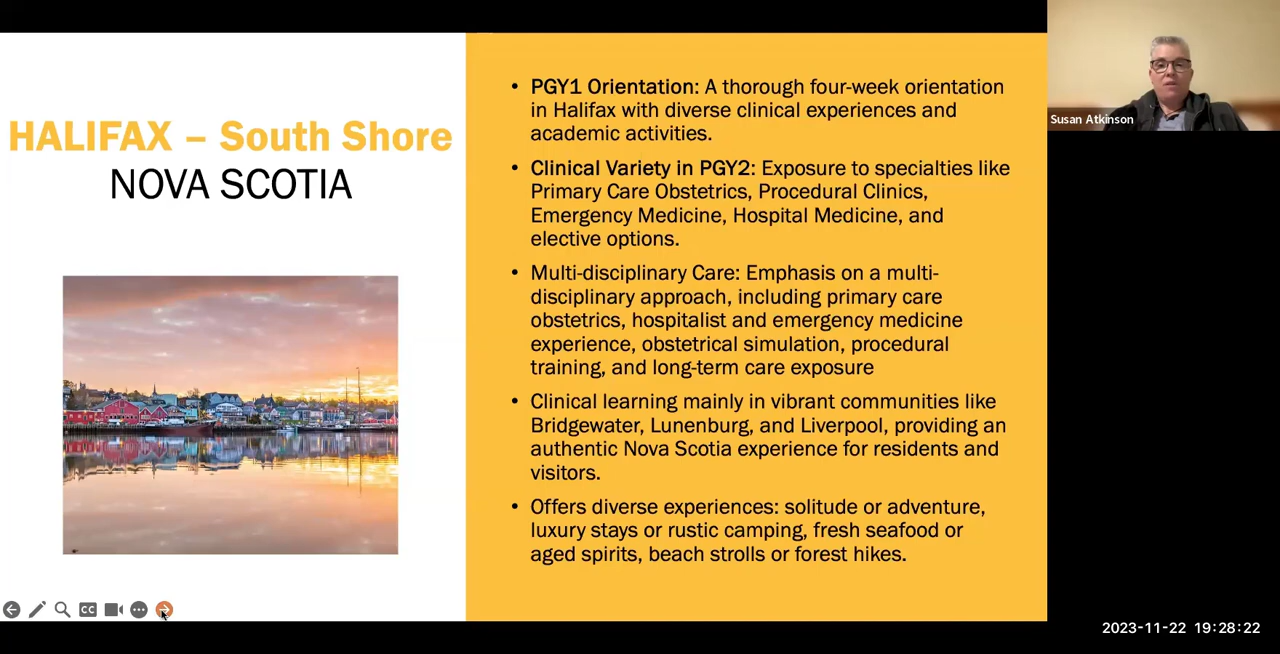 HALIFAX – South Shore
NOVA SCOTIA
• PGY1 Orientation: A thorough four-week orientation
in Halifax with diverse clinical experiences and
academic activities.
• Clinical Variety in PGY2: Exposure to specialties like
Primary Care Obstetrics, Procedural Clinics,
Emergency Medicine, Hospital Medicine, and
elective options.
• Multi-disciplinary Care: Emphasis on a multi-
disciplinary approach, including primary care
obstetrics, hospitalist and emergency medicine
experience, obstetrical simulation, procedural
training, and long-term care exposure
• Clinical learning mainly in vibrant communities like
Bridgewater, Lunenburg, and Liverpool, providing an
authentic Nova Scotia experience for residents and
visitors.
• Offers diverse experiences: solitude or adventure,
luxury stays or rustic camping, fresh seafood or
aged spirits, beach strolls or forest hikes.
Susan Atkinson
CC
2023-11-22 19:28:22